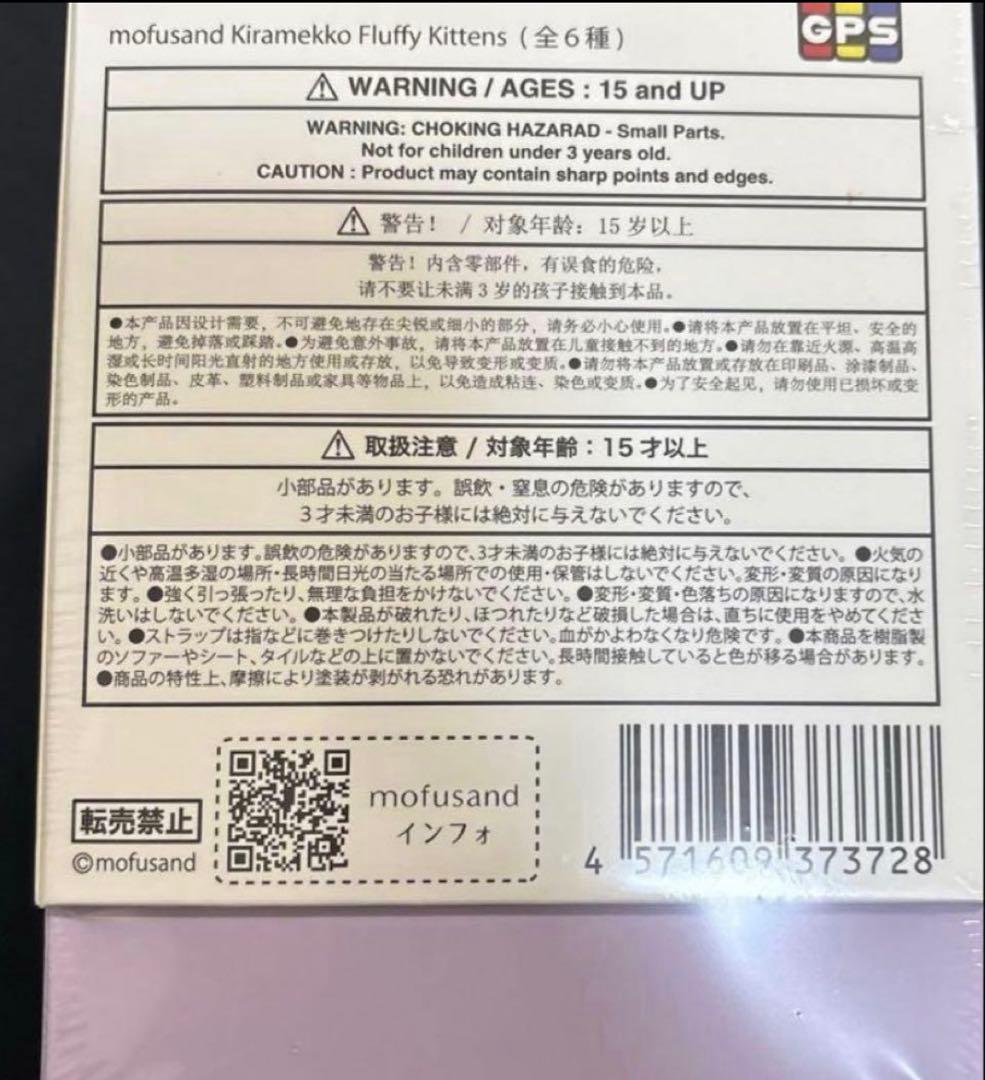 mofusand Kiramekko Fluffy Kittens (全6種)
GPS
⚠ WARNING / AGES : 15 and UP
WARNING: CHOKING HAZARAD - Small Parts.
Not for children under 3 years old.
CAUTION : Product may contain sharp points and edges.
⚠ 警告! / 对象年龄: 15 岁以上
警告! 内含零部件, 有误食的危险,
请不要让未满 3 岁的孩子接触到本品。
●本产品因设计需要, 不可避免地存在尖锐或细小的部分, 请务必小心使用。●请将本产品放置在平坦、安全的
地方, 避免掉落或踩踏。●为避免意外事故, 请将本产品放置在儿童接触不到的地方。●请勿在靠近火源、高温高
湿或长时间阳光直射的地方使用或存放, 以免导致变形或变质。●请勿将本产品放置或存放在印刷品、涂漆制品、
染色制品、皮革、塑料制品或家具等物品上, 以免造成粘连、染色或变质。●为了安全起见, 请勿使用已损坏或变
形的产品。
⚠ 取扱注意 / 対象年齢 : 15 才以上
小部品があります。誤飲・窒息の危険がありますので、
3才未満のお子様には絶対に与えないでください。
●小部品があります。誤飲の危険がありますので、3才未満のお子様には絶対に与えないでください。 ●火気の
近くや高温多湿の場所・長時間日光の当たる場所での使用・保管はしないでください。変形・変質の原因になり
ます。●強く引っ張ったり、無理な負担をかけないでください。●変形・変質・色落ちの原因になりますので、水
洗いはしないでください。●本製品が破れたり、ほつれたりなど破損した場合は、直ちに使用をやめてくださ
い。●ストラップは指などに巻きつけたりしないでください。血がかよわなくなり危険です。 ●本商品を樹脂製
のソファーやシート、タイルなどの上に置かないでください。長時間接触していると色が移る場合があります。
●商品の特性上、摩擦により塗装が剥がれる恐れがあります。
転売禁止
©mofusand
mofusand
インフォ
4 571609 373728